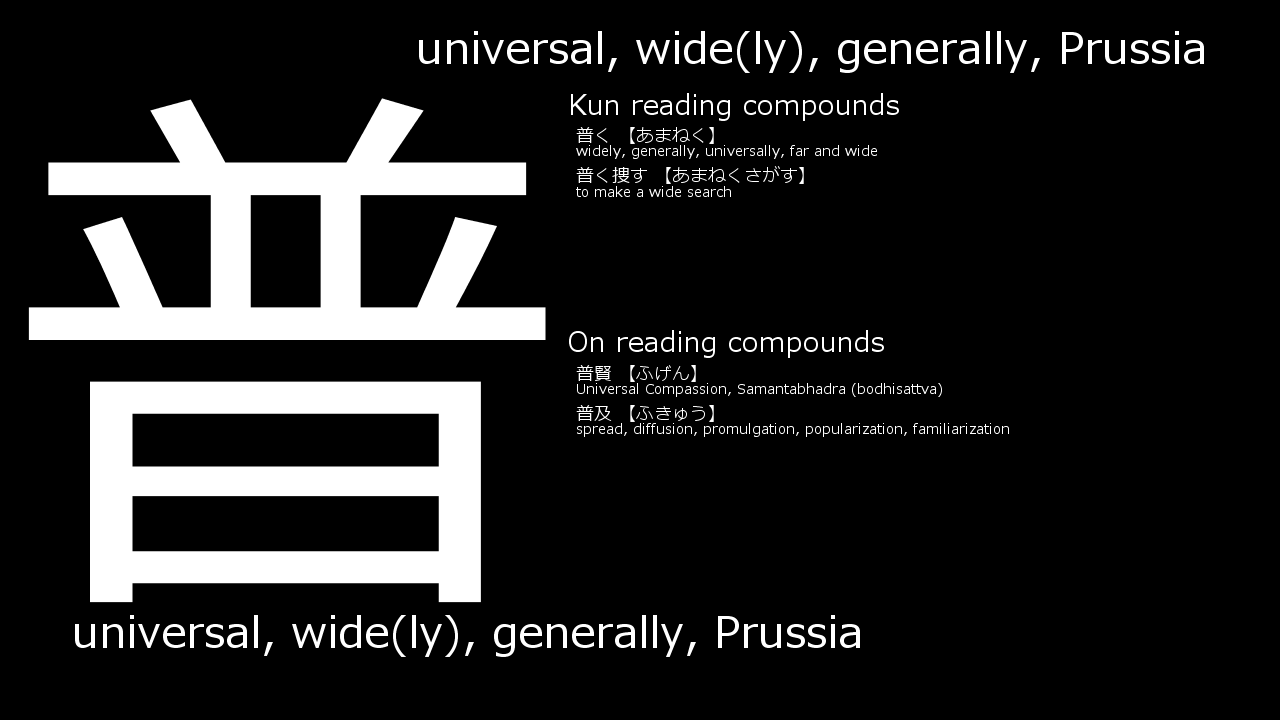 universal, wide(ly), generally, Prussia
普
Kun reading compounds
普く 【あまねく】
widely, generally, universally, far and wide
普く捜す 【あまねくさがす】
to make a wide search
On reading compounds
普賢 【ふげん】
Universal Compassion, Samantabhadra (bodhisattva)
普及 【ふきゅう】
spread, diffusion, promulgation, popularization, familiarization
universal, wide(ly), generally, Prussia